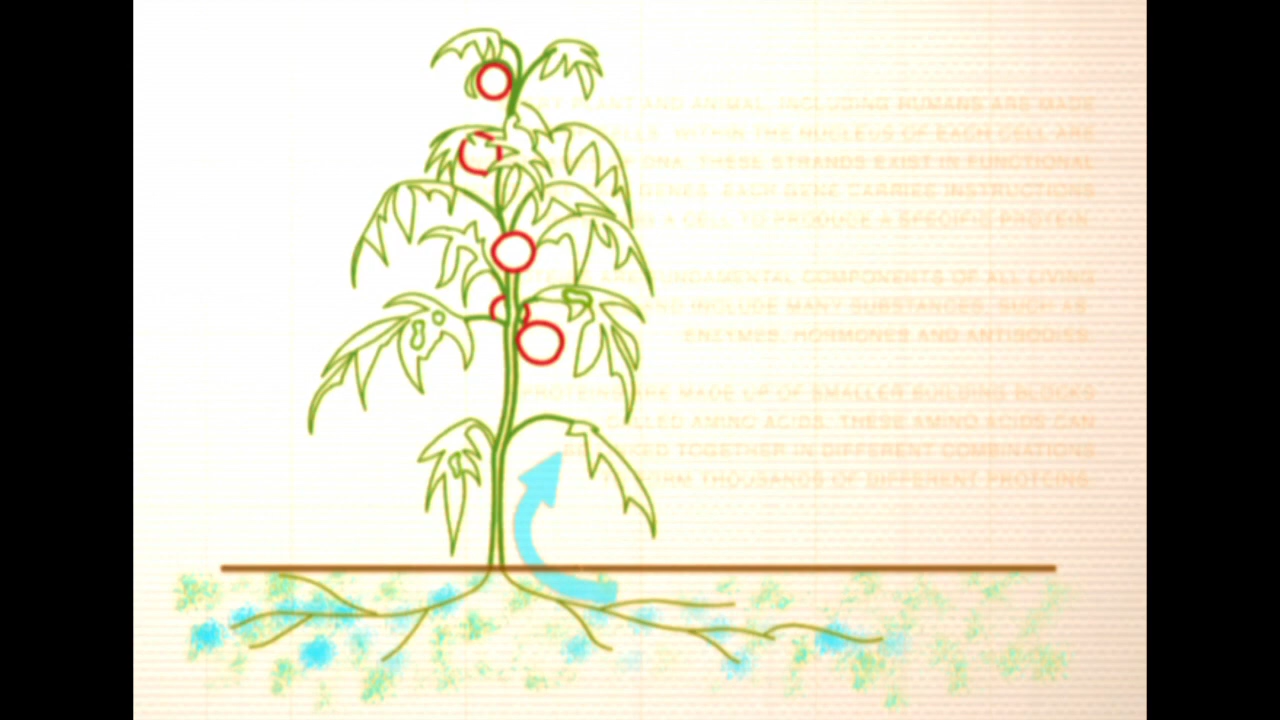 PLANT AND ANIMAL, INCLUDING HUMANS ARE MADE
CELLS. WITHIN THE NUCLEUS OF EACH CELL ARE
OF DNA. THESE STRANDS EXIST IN FUNCTIONAL
GENES. EACH GENE CARRIES INSTRUCTIONS
A CELL TO PRODUCE A SPECIFIC PROTEIN.
ARE FUNDAMENTAL COMPONENTS OF ALL LIVING
AND INCLUDE MANY SUBSTANCES, SUCH AS
ENZYMES, HORMONES AND ANTIBODIES.
PROTEINS ARE MADE UP OF SMALLER BUILDING BLOCKS
CALLED AMINO ACIDS. THESE AMINO ACIDS CAN
TOGETHER IN DIFFERENT COMBINATIONS
FORM THOUSANDS OF DIFFERENT PROTEINS.